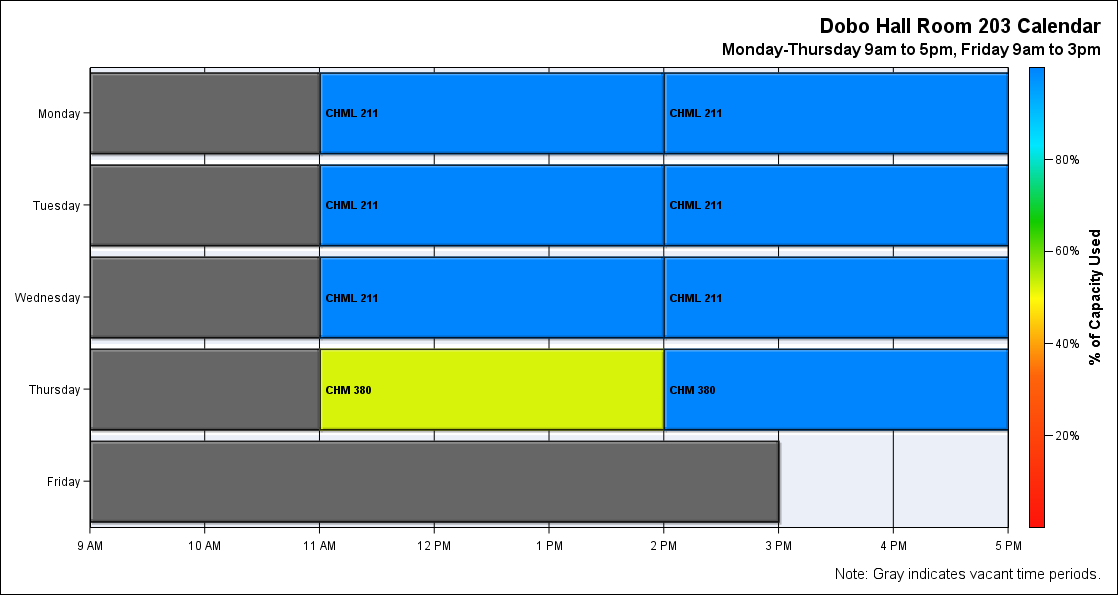 Dobo Hall Room 203 Calendar
Monday-Thursday 9am to 5pm, Friday 9am to 3pm
Monday
CHML 211
CHML 211
Tuesday
CHML 211
CHML 211
Wednesday
CHML 211
CHML 211
Thursday
CHM 380
CHM 380
Friday
9 AM
10 AM
11 AM
12 PM
1 PM
2 PM
3 PM
4 PM
5 PM
80%
60%
40%
20%
% of Capacity Used
Note: Gray indicates vacant time periods.